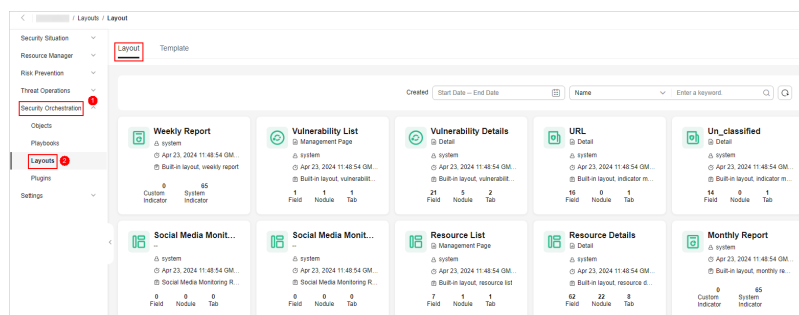 / Layouts / Layout
Security Situation
Resource Manager
Risk Prevention
Threat Operations
Security Orchestration
1
Objects
Playbooks
Layouts
2
Plugins
Settings
Layout Template
Created Start Date – End Date Name Enter a keyword.
Weekly Report
system
Apr 23, 2024 11:48:54 GM...
Built-in layout, weekly report
0 65
Custom Indicator System Indicator
Vulnerability List
Management Page
system
Apr 23, 2024 11:48:54 GM...
Built-in layout, vulnerabilit...
1 1 1
Field Nodule Tab
Vulnerability Details
Detail
system
Apr 23, 2024 11:48:54 GM...
Built-in layout, vulnerabilit...
21 5 2
Field Nodule Tab
URL
Detail
system
Apr 23, 2024 11:48:54 GM...
Built-in layout, indicator m...
16 0 1
Field Nodule Tab
Un_classified
Detail
system
Apr 23, 2024 11:48:54 GM...
Built-in layout, indicator m...
14 0 1
Field Nodule Tab
Social Media Monit...
--
system
Apr 23, 2024 11:48:54 GM...
Social Media Monitoring R...
0 0 0
Field Nodule Tab
Social Media Monit...
--
system
Apr 23, 2024 11:48:54 GM...
Social Media Monitoring R...
0 0 0
Field Nodule Tab
Resource List
Management Page
system
Apr 23, 2024 11:48:54 GM...
Built-in layout, resource list
7 1 1
Field Nodule Tab
Resource Details
Detail
system
Apr 23, 2024 11:48:54 GM...
Built-in layout, resource d...
62 22 8
Field Nodule Tab
Monthly Report
system
Apr 23, 2024 11:48:54 GM...
Built-in layout, monthly re...
0 65
Custom Indicator System Indicator